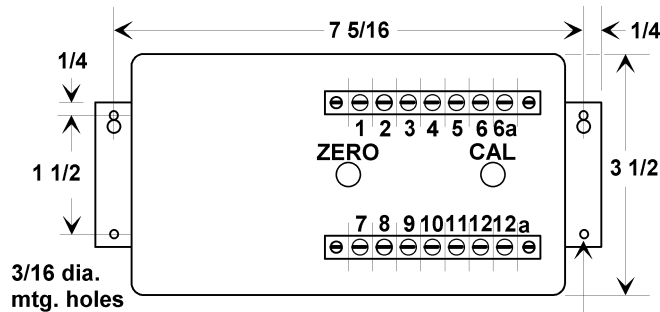 7 5/16
1/4
1/4
1 2 3 4 5 6 6a
ZERO CAL
1 1/2
3 1/2
7 8 9 10 11 12 12a
3/16 dia.
mtg. holes